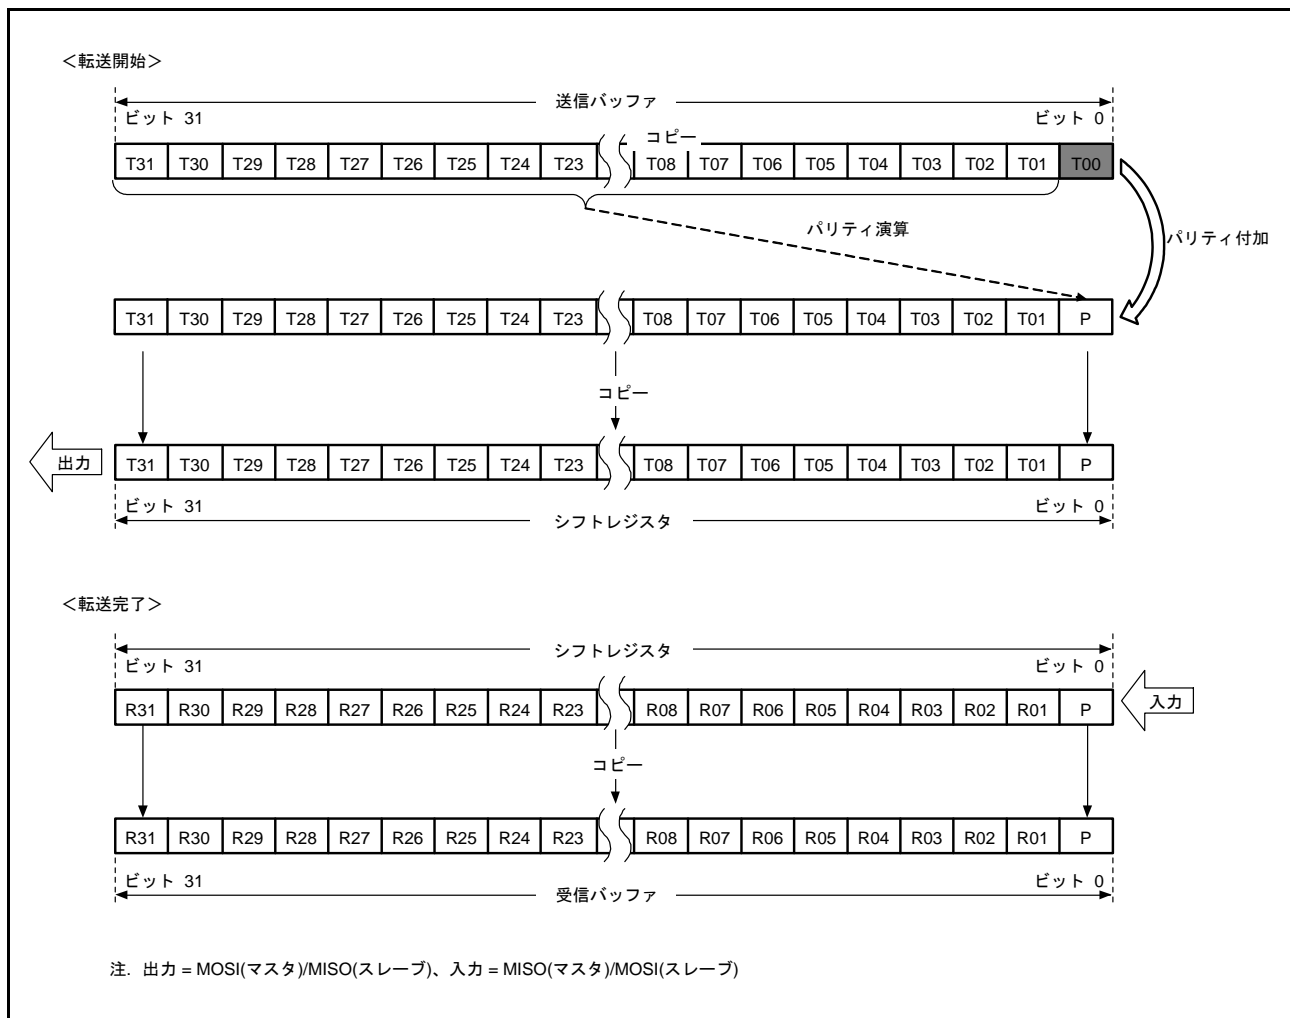 ＜転送開始＞
送信バッファ
ビット 31 ビット 0
コピー
T31 T30 T29 T28 T27 T26 T25 T24 T23 T08 T07 T06 T05 T04 T03 T02 T01 T00
パリティ演算
パリティ付加
T31 T30 T29 T28 T27 T26 T25 T24 T23 T08 T07 T06 T05 T04 T03 T02 T01 P
コピー
出力
T31 T30 T29 T28 T27 T26 T25 T24 T23 T08 T07 T06 T05 T04 T03 T02 T01 P
ビット 31 ビット 0
シフトレジスタ
＜転送完了＞
シフトレジスタ
ビット 31 ビット 0
R31 R30 R29 R28 R27 R26 R25 R24 R23 R08 R07 R06 R05 R04 R03 R02 R01 P
入力
コピー
R31 R30 R29 R28 R27 R26 R25 R24 R23 R08 R07 R06 R05 R04 R03 R02 R01 P
ビット 31 ビット 0
受信バッファ
注. 出力 = MOSI(マスタ)/MISO(スレーブ)、入力 = MISO(マスタ)/MOSI(スレーブ)